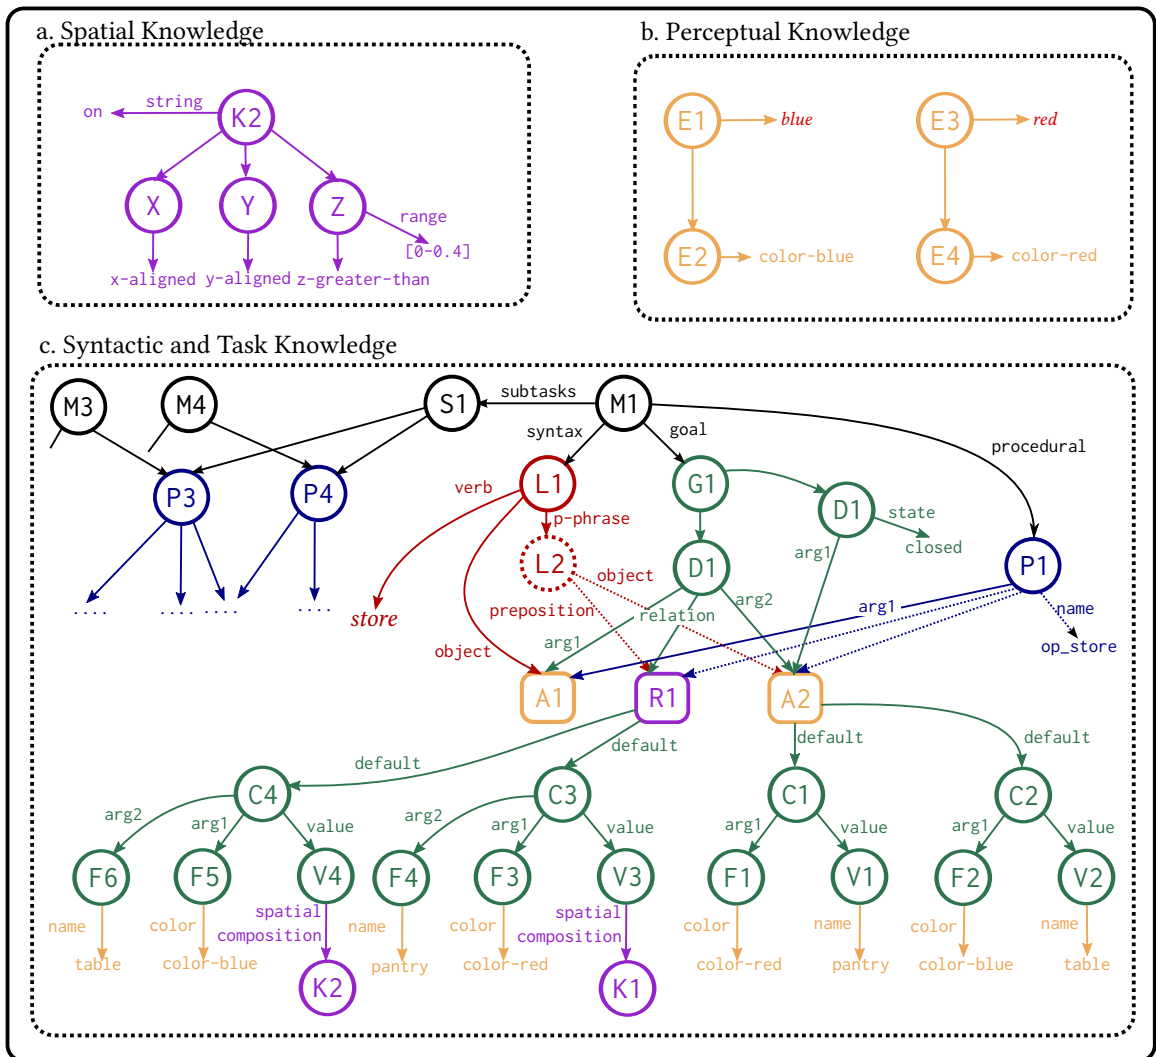 a. Spatial Knowledge
b. Perceptual Knowledge
on
string
K2
X
Y
Z
range
[0-0.4]
x-aligned
y-aligned
z-greater-than
E1
blue
E3
red
E2
color-blue
E4
color-red
c. Syntactic and Task Knowledge
M3
M4
S1
subtasks
M1
syntax
goal
procedural
P3
P4
verb
L1
p-phrase
G1
D1
state
closed
L2
object
D1
arg1
P1
....
....
....
....
store
preposition
relation
arg2
arg1
name
op_store
object
arg1
A1
R1
A2
default
default
default
default
C4
C3
C1
C2
arg2
arg1
value
arg2
arg1
value
arg1
value
arg1
value
F6
F5
V4
F4
F3
V3
F1
V1
F2
V2
name
color
spatial
composition
name
color
spatial
composition
color
name
color
name
table
color-blue
pantry
color-red
color-red
pantry
color-blue
table
K2
K1